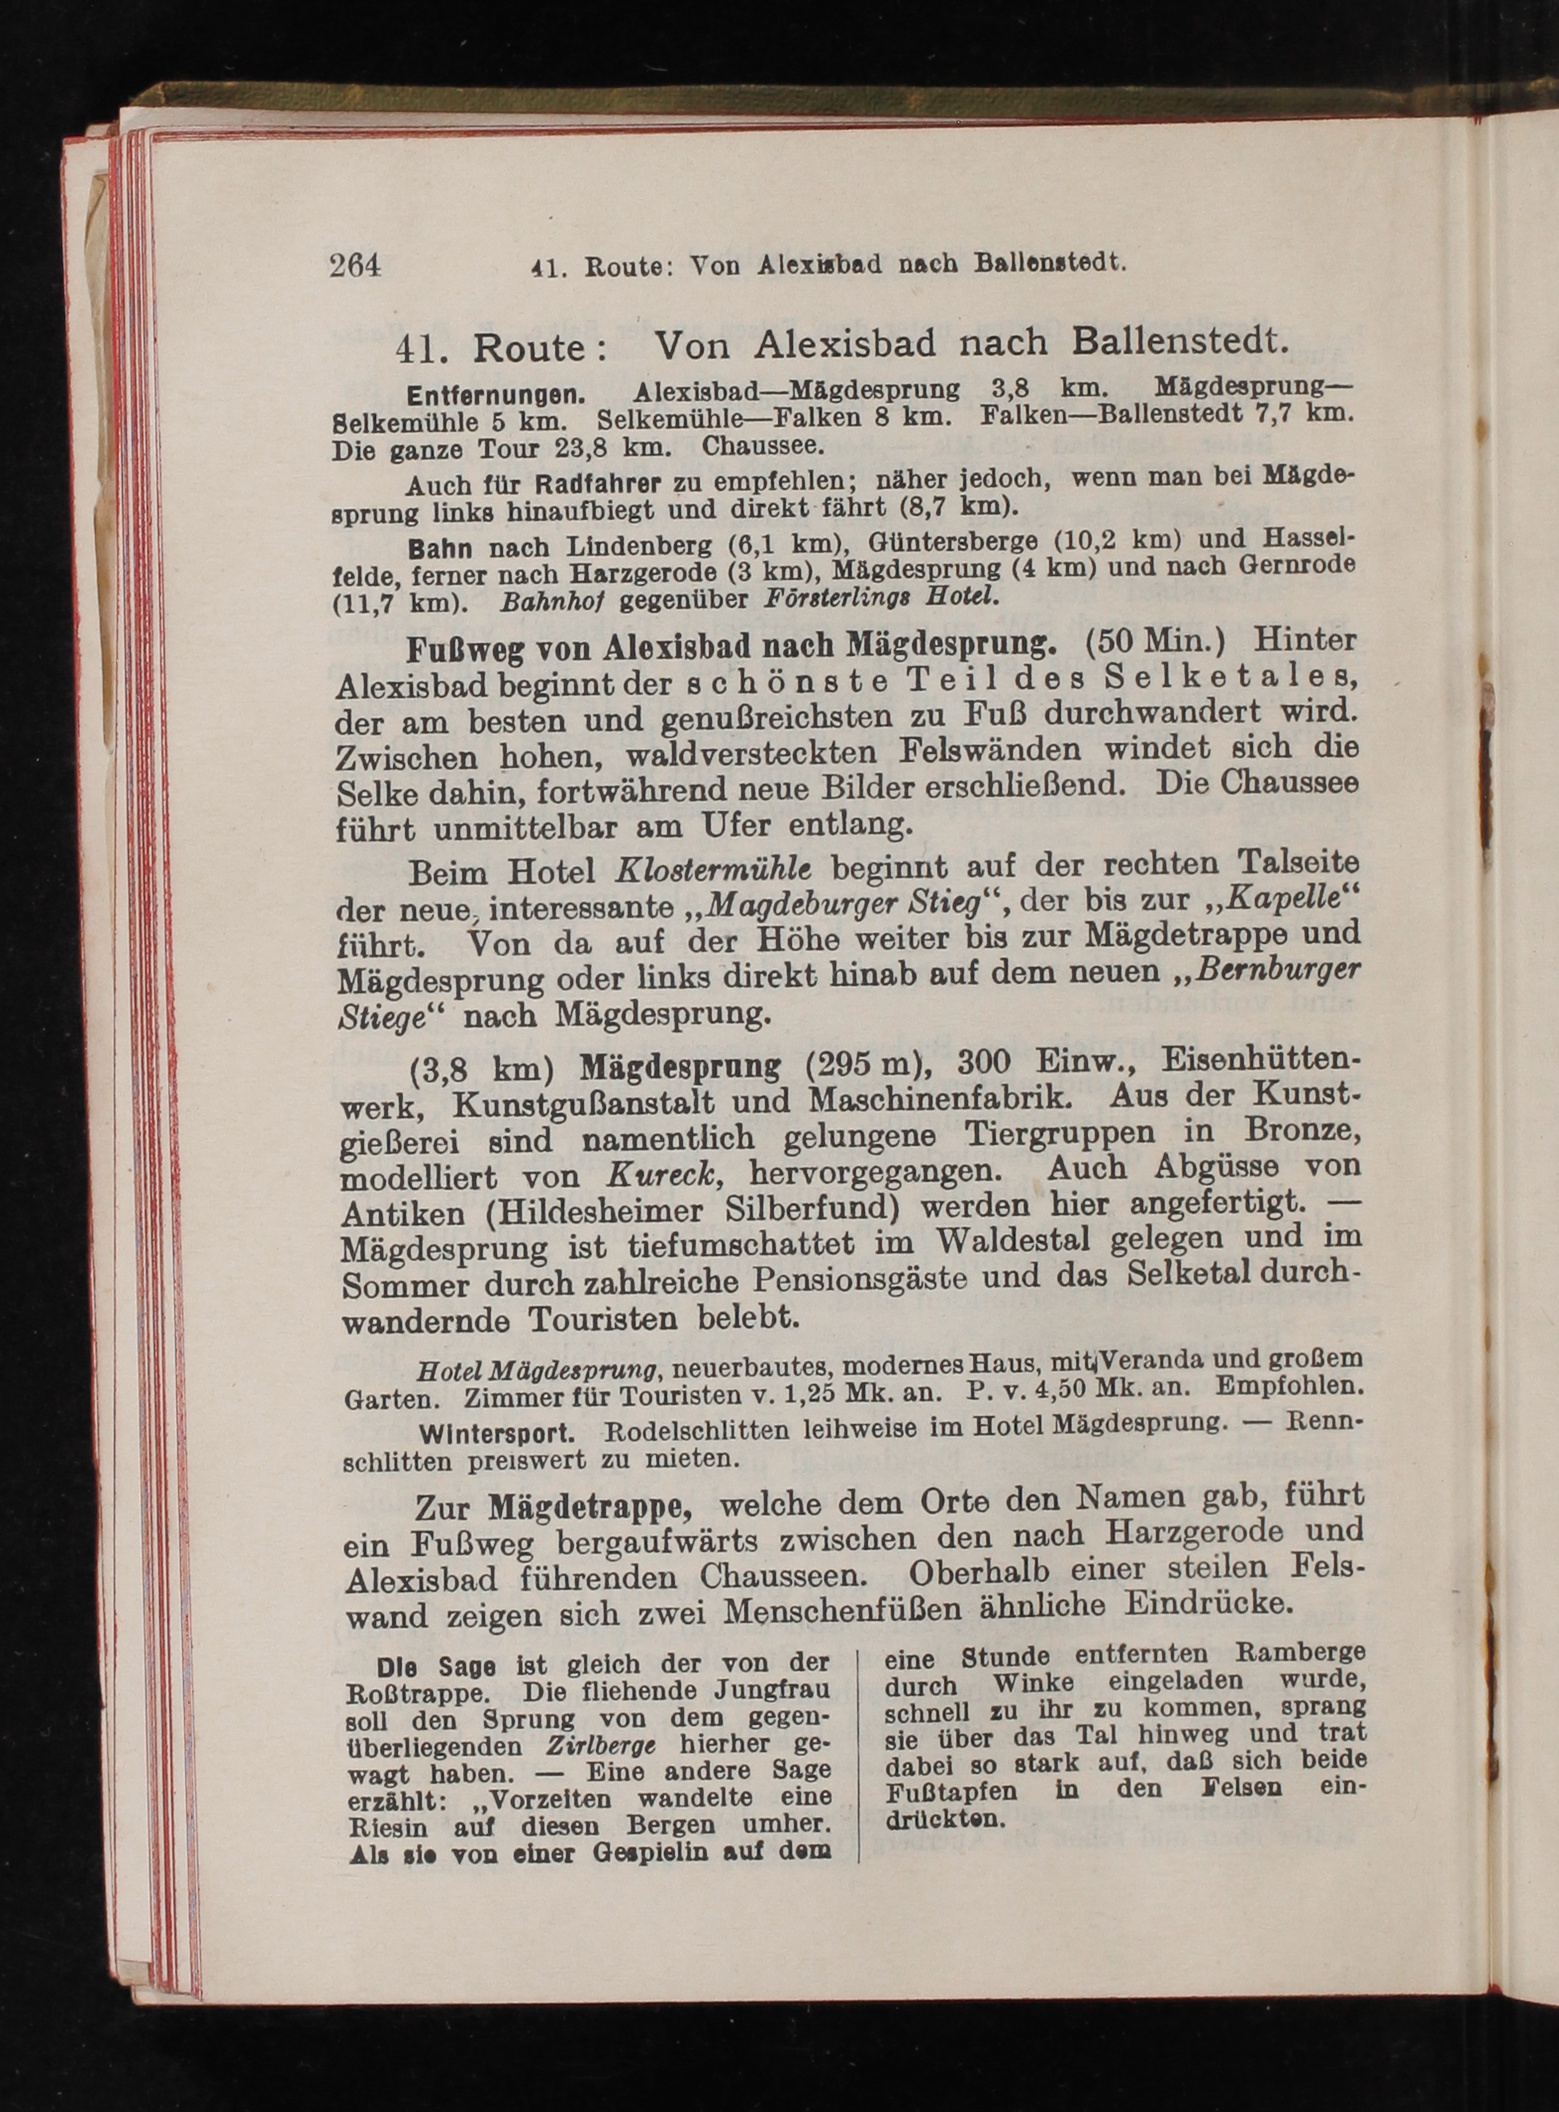 264 41. Route: Von Alexisbad nach Ballenstedt.
41. Route: Von Alexisbad nach Ballenstedt.
Entfernungen. Alexisbad—Mägdesprung 3,8 km. Mägdesprung—
Selkemühle 5 km. Selkemühle—Falken 8 km. Falken—Ballenstedt 7,7 km.
Die ganze Tour 23,8 km. Chaussee.
Auch für Radfahrer zu empfehlen; näher jedoch, wenn man bei Mägde-
sprung links hinaufbiegt und direkt fährt (8,7 km).
Bahn nach Lindenberg (6,1 km), Güntersberge (10,2 km) und Hassel-
felde, ferner nach Harzgerode (3 km), Mägdesprung (4 km) und nach Gernrode
(11,7 km). Bahnhof gegenüber Försterlings Hotel.
Fußweg von Alexisbad nach Mägdesprung. (50 Min.) Hinter
Alexisbad beginnt der schönste Teil des Selketales,
der am besten und genußreichsten zu Fuß durchwandert wird.
Zwischen hohen, waldversteckten Felswänden windet sich die
Selke dahin, fortwährend neue Bilder erschließend. Die Chaussee
führt unmittelbar am Ufer entlang.
Beim Hotel Klostermühle beginnt auf der rechten Talseite
der neue, interessante „Magdeburger Stieg“, der bis zur „Kapelle“
führt. Von da auf der Höhe weiter bis zur Mägdetrappe und
Mägdesprung oder links direkt hinab auf dem neuen „Bernburger
Stiege“ nach Mägdesprung.
(3,8 km) Mägdesprung (295 m), 300 Einw., Eisenhütten-
werk, Kunstgußanstalt und Maschinenfabrik. Aus der Kunst-
gießerei sind namentlich gelungene Tiergruppen in Bronze,
modelliert von Kureck, hervorgegangen. Auch Abgüsse von
Antiken (Hildesheimer Silberfund) werden hier angefertigt. —
Mägdesprung ist tiefumschattet im Waldestal gelegen und im
Sommer durch zahlreiche Pensionsgäste und das Selketal durch-
wandernde Touristen belebt.
Hotel Mägdesprung, neuerbautes, modernes Haus, mit Veranda und großem
Garten. Zimmer für Touristen v. 1,25 Mk. an. P. v. 4,50 Mk. an. Empfohlen.
Wintersport. Rodelschlitten leihweise im Hotel Mägdesprung. — Renn-
schlitten preiswert zu mieten.
Zur Mägdetrappe, welche dem Orte den Namen gab, führt
ein Fußweg bergaufwärts zwischen den nach Harzgerode und
Alexisbad führenden Chausseen. Oberhalb einer steilen Fels-
wand zeigen sich zwei Menschenfüßen ähnliche Eindrücke.
Die Sage ist gleich der von der
Roßtrappe. Die fliehende Jungfrau
soll den Sprung von dem gegen-
überliegenden Zirlberge hierher ge-
wagt haben. — Eine andere Sage
erzählt: „Vorzeiten wandelte eine
Riesin auf diesen Bergen umher.
Als sie von einer Gespielin auf dem
eine Stunde entfernten Ramberge
durch Winke eingeladen wurde,
schnell zu ihr zu kommen, sprang
sie über das Tal hinweg und trat
dabei so stark auf, daß sich beide
Fußtapfen in den Felsen ein-
drückten.